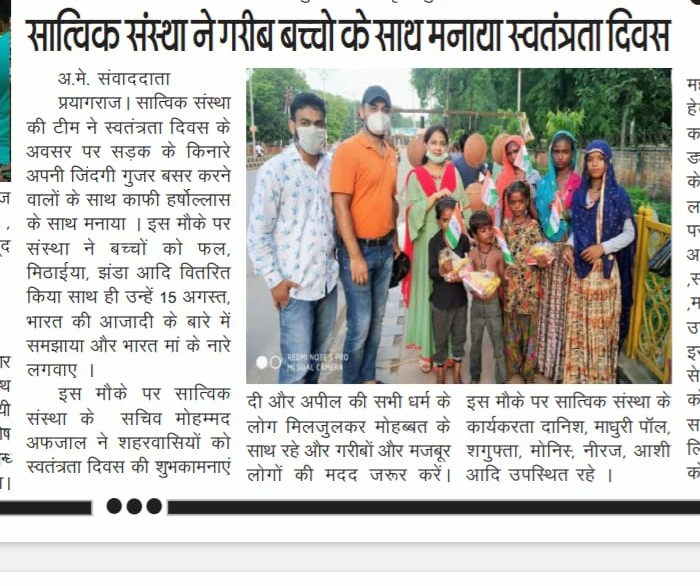 सात्विक संस्था ने गरीब बच्चो के साथ मनाया स्वतंत्रता दिवस
अ.मे. संवाददाता
प्रयागराज। सात्विक संस्था
की टीम ने स्वतंत्रता दिवस के
अवसर पर सड़क के किनारे
अपनी जिंदगी गुजर बसर करने
वालों के साथ काफी हर्षोल्लास
के साथ मनाया । इस मौके पर
संस्था ने बच्चों को फल,
मिठाईया, झंडा आदि वितरित
किया साथ ही उन्हें 15 अगस्त,
भारत की आजादी के बारे में
समझाया और भारत मां के नारे
लगवाए ।
इस मौके पर सात्विक
संस्था के सचिव मोहम्मद
अफजाल ने शहरवासियों को
स्वतंत्रता दिवस की शुभकामनाएं
REDMI NOTE 5 PRO
MI DUAL CAMERA
दी और अपील की सभी धर्म के
लोग मिलजुलकर मोहब्बत के
साथ रहे और गरीबों और मजबूर
लोगों की मदद जरूर करें।
इस मौके पर सात्विक संस्था के
कार्यकरता दानिश, माधुरी पॉल,
शगुफ्ता, मोनिस, नीरज, आशी
आदि उपस्थित रहे ।